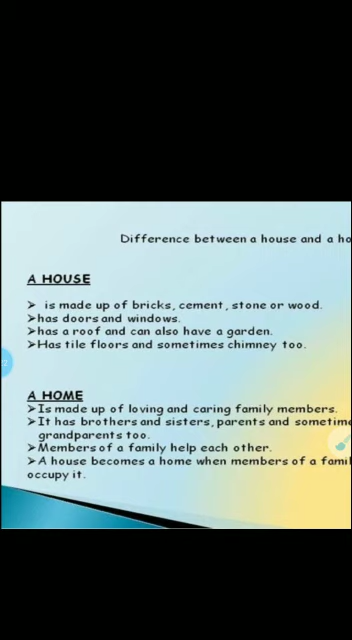 Difference between a house and a
A HOUSE
➢ is made up of bricks, cement, stone or wood.
➢has doors and windows.
➢has a roof and can also have a garden.
➢Has tile floors and sometimes chimney too.
A HOME
➢Is made up of loving and caring family members.
➢It has brothers and sisters, parents and
grandparents too.
➢Members of a family help each other.
➢A house becomes a home when members of a
occupy it.